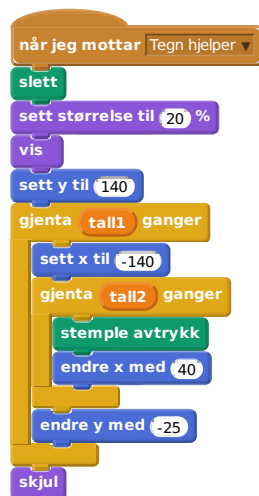 når jeg mottar Tegn hjelper
slett
sett størrelse til 20 %
vis
sett y til 140
gjenta tall1 ganger
sett x til -140
gjenta tall2 ganger
stemple avtrykk
endre x med 40
endre y med -25
skjul